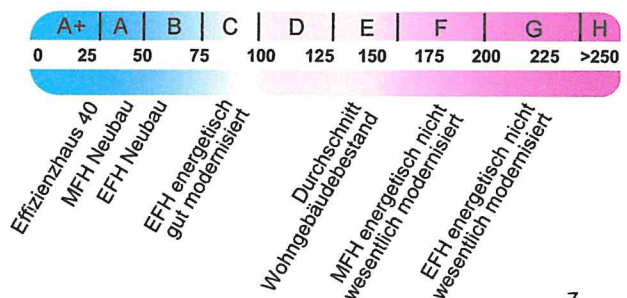 A+ A B C D E F G H
0 25 50 75 100 125 150 175 200 225 >250
Effizienzhaus 40
MFH Neubau
EFH Neubau
EFH energetisch
gut modernisiert
Durchschnitt
Wohngebäudebestand
MFH energetisch nicht
wesentlich modernisiert
EFH energetisch nicht
wesentlich modernisiert
7